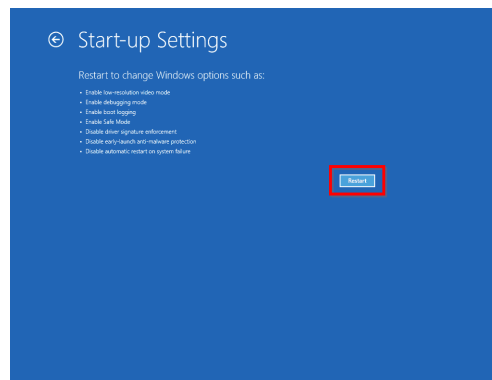 Start-up Settings
Restart to change Windows options such as:
• Enable low-resolution video mode
• Enable debugging mode
• Enable boot logging
• Enable Safe Mode
• Disable driver signature enforcement
• Disable early-launch anti-malware protection
• Disable automatic restart on system failure
Restart